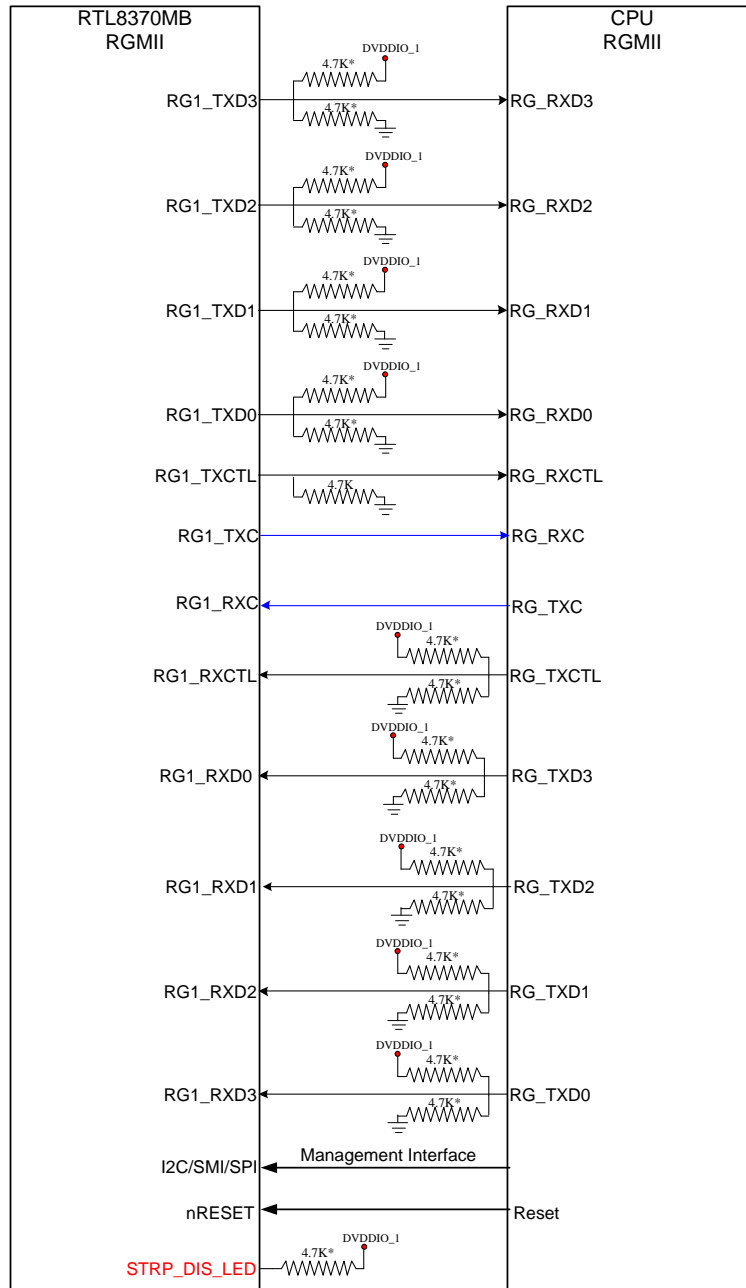 RTL8370MB
RGMII
CPU
RGMII
DVDDIO_1
4.7K*
RG1_TXD3
4.7K*
RG_RXD3
DVDDIO_1
4.7K*
RG1_TXD2
4.7K*
RG_RXD2
DVDDIO_1
4.7K*
RG1_TXD1
4.7K*
RG_RXD1
DVDDIO_1
4.7K*
RG1_TXD0
4.7K*
RG_RXD0
RG1_TXCTL
4.7K
RG_RXCTL
RG1_TXC
RG_RXC
RG1_RXC
RG_TXC
DVDDIO_1
4.7K*
RG1_RXCTL
4.7K*
RG_TXCTL
DVDDIO_1
4.7K*
RG1_RXD0
4.7K*
RG_TXD3
DVDDIO_1
4.7K*
RG1_RXD1
4.7K*
RG_TXD2
DVDDIO_1
4.7K*
RG1_RXD2
4.7K*
RG_TXD1
DVDDIO_1
4.7K*
RG1_RXD3
4.7K*
RG_TXD0
I2C/SMI/SPI
Management Interface
nRESET
Reset
DVDDIO_1
STRP_DIS_LED
4.7K*